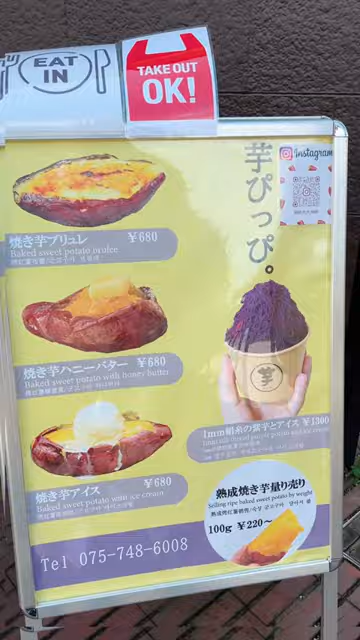 EAT
IN
TAKE OUT
OK!
Instagram
芋ぴっぴ。
焼き芋ブリュレ ￥680
Baked sweet potato
焼き芋ハニーバター ￥680
Baked sweet potato with honey butter
焼き芋アイス ￥680
Baked sweet potato with ice cream
芋
1mm絹糸の紫芋とアイス ￥1300
熟成焼き芋量り売り
Selling ripe baked sweet potato by weight
100g ￥220～
Tel 075-748-6008